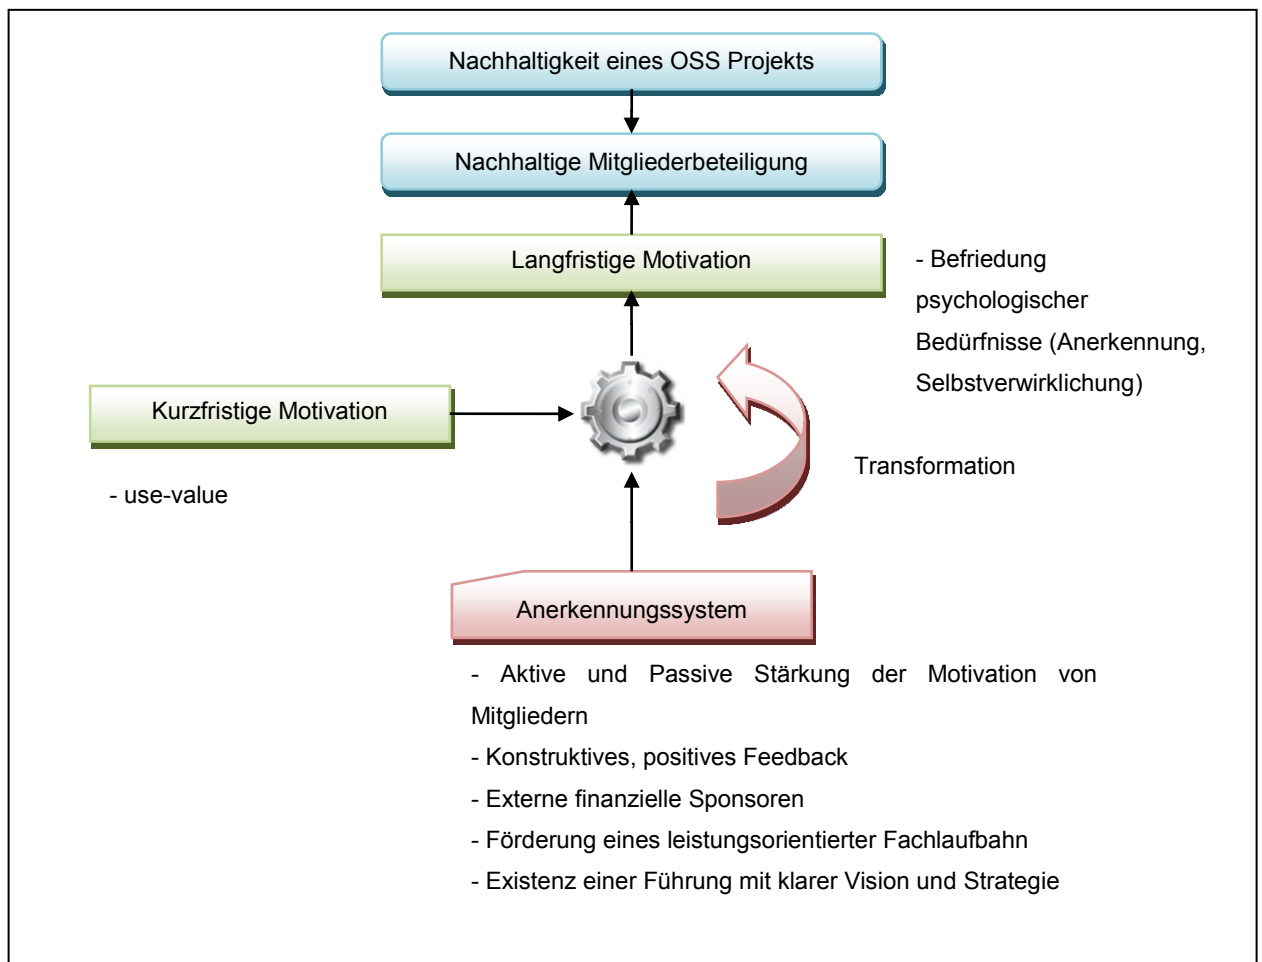 Nachhaltigkeit eines OSS Projekts
Nachhaltige Mitgliederbeteiligung
Langfristige Motivation
- Befriedung
psychologischer
Bedürfnisse (Anerkennung,
Selbstverwirklichung)
Kurzfristige Motivation
- use-value
Transformation
Anerkennungssystem
- Aktive und Passive Stärkung der Motivation von
Mitgliedern
- Konstruktives, positives Feedback
- Externe finanzielle Sponsoren
- Förderung eines leistungsorientierter Fachlaufbahn
- Existenz einer Führung mit klarer Vision und Strategie